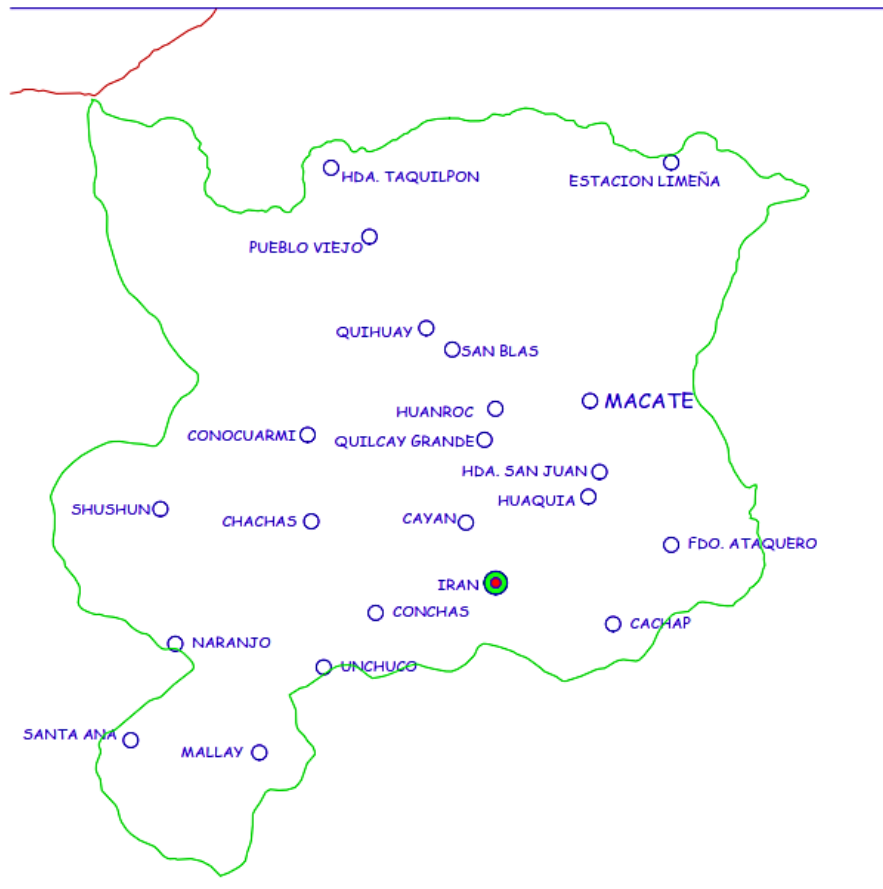 HDA. TAQUILPON
ESTACION LIMEÑA
PUEBLO VIEJO
QUIHUAY
SAN BLAS
MACATE
HUANROC
CONOCUARMI
QUILCAY GRANDE
HDA. SAN JUAN
HUAQUIA
SHUSHUN
CHACHAS
CAYAN
FDO. ATAQUERO
IRAN
CONCHAS
CACHAP
NARANJO
UNCHUCO
SANTA ANA
MALLAY